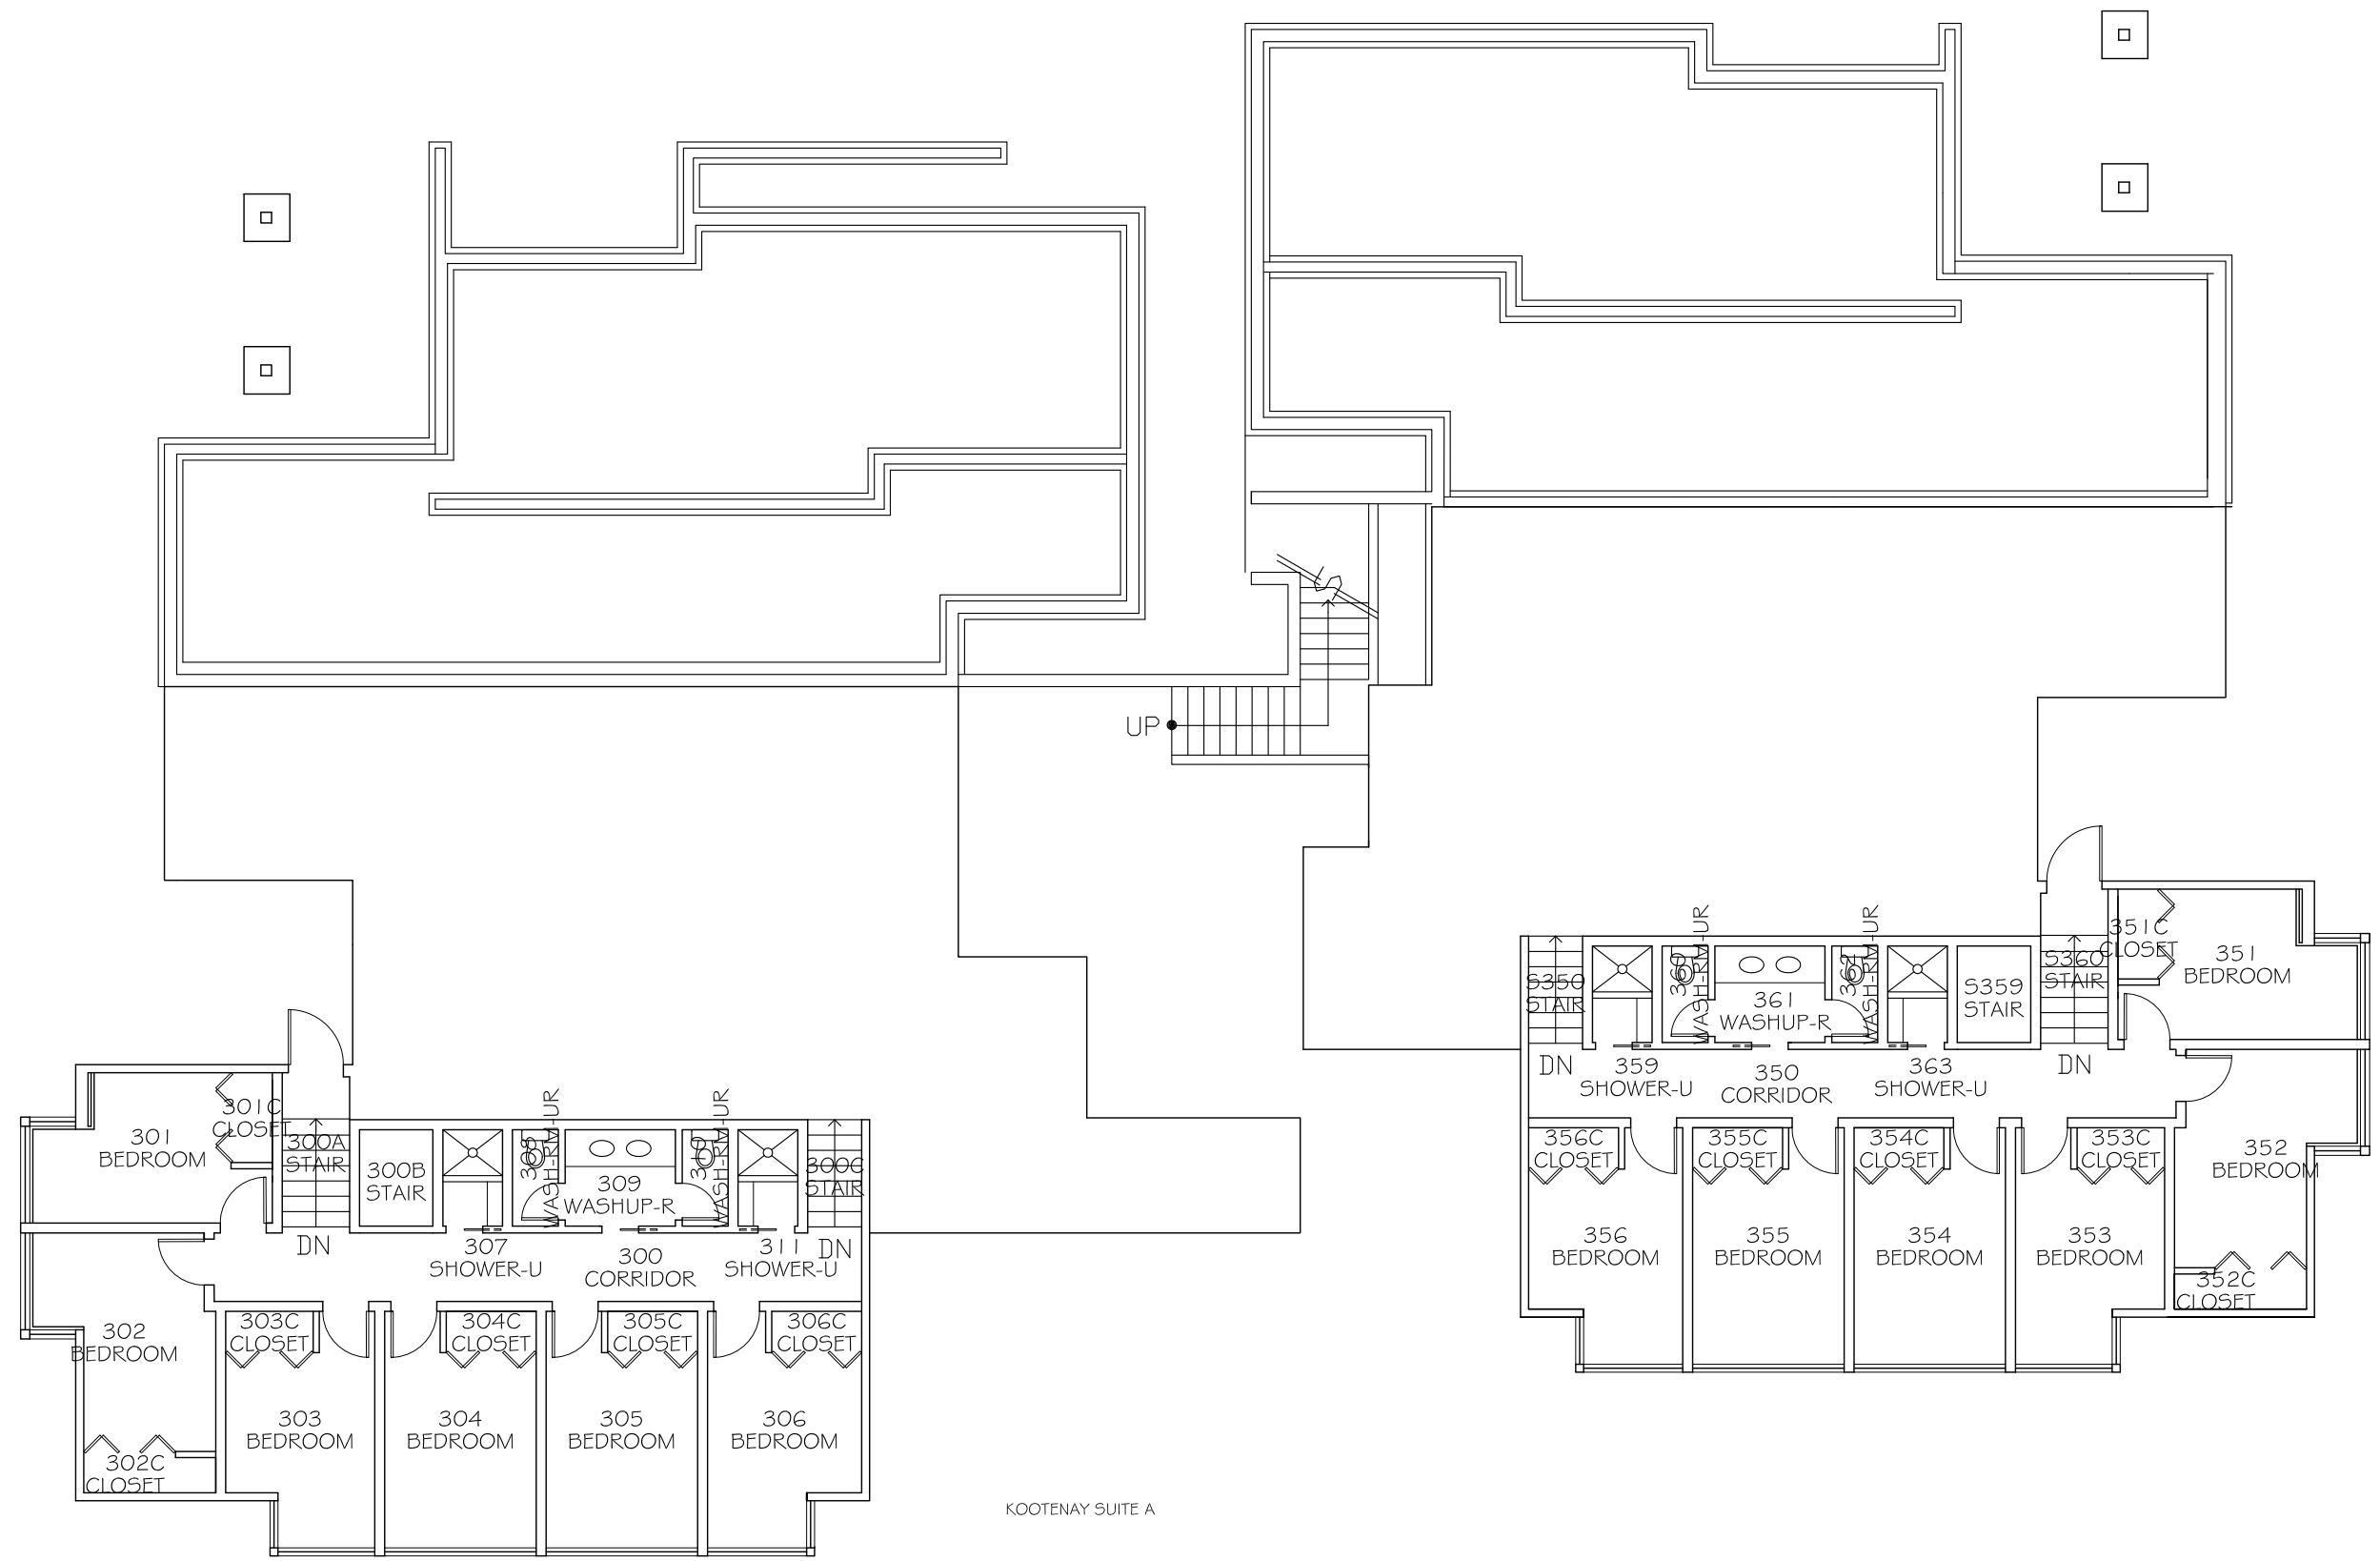 UP
351C
CLOSET
351
BEDROOM
S350
STAIR
360
WASH-RM-UR
361
WASHUP-R
362
WASH-RM-UR
S359
STAIR
S360
STAIR
DN
359
SHOWER-U
350
CORRIDOR
363
SHOWER-U
DN
356C
CLOSET
355C
CLOSET
354C
CLOSET
353C
CLOSET
352
BEDROOM
356
BEDROOM
355
BEDROOM
354
BEDROOM
353
BEDROOM
352C
CLOSET
301C
CLOSET
301
BEDROOM
300A
STAIR
300B
STAIR
308
WASH-RM-UR
309
WASHUP-R
310
WASH-RM-UR
300C
STAIR
DN
307
SHOWER-U
300
CORRIDOR
311
SHOWER-U
DN
302
BEDROOM
303C
CLOSET
304C
CLOSET
305C
CLOSET
306C
CLOSET
303
BEDROOM
304
BEDROOM
305
BEDROOM
306
BEDROOM
302C
CLOSET
KOOTENAY SUITE A